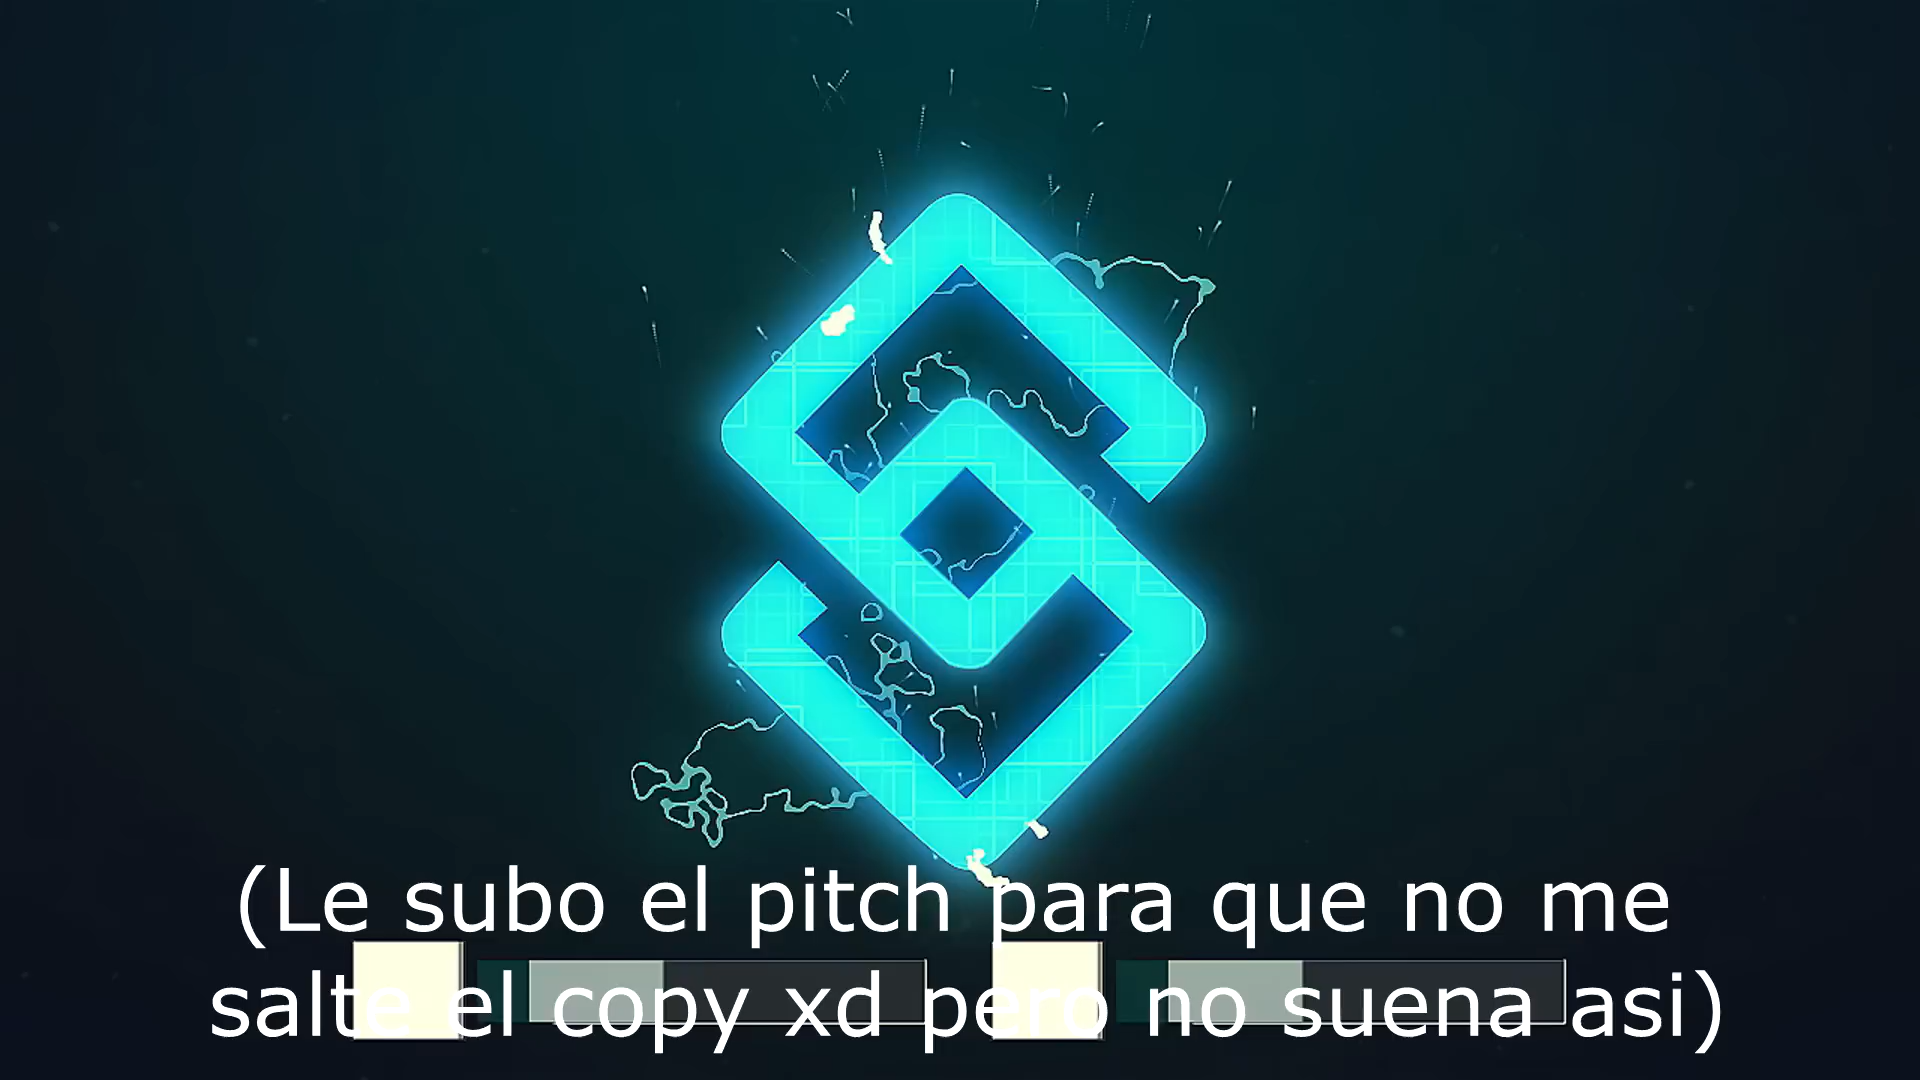 (Le subo el pitch para que no me
salte el copy xd pero no suena asi)